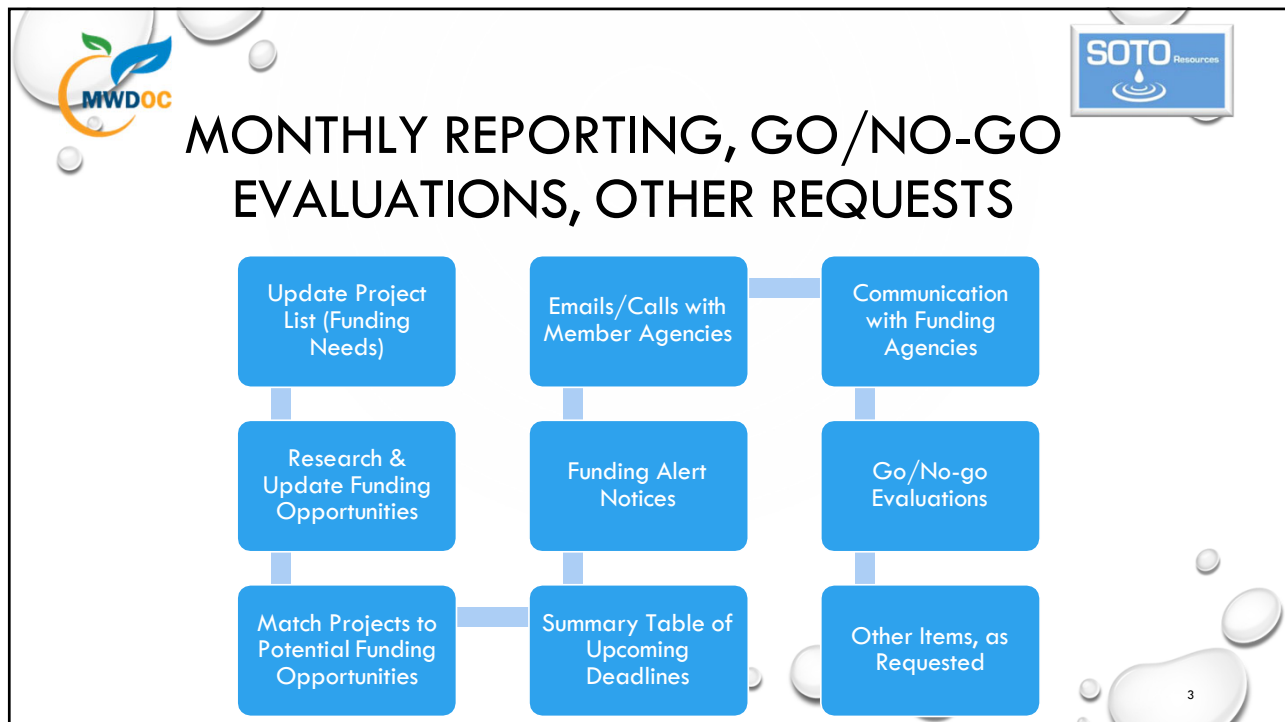 MWDOC
SOTO Resources
MONTHLY REPORTING, GO/NO-GO
EVALUATIONS, OTHER REQUESTS
Update Project
List (Funding
Needs)
Research &
Update Funding
Opportunities
Match Projects to
Potential Funding
Opportunities
Summary Table of
Upcoming
Deadlines
Funding Alert
Notices
Emails/Calls with
Member Agencies
Communication
with Funding
Agencies
Go/No-go
Evaluations
Other Items, as
Requested
3